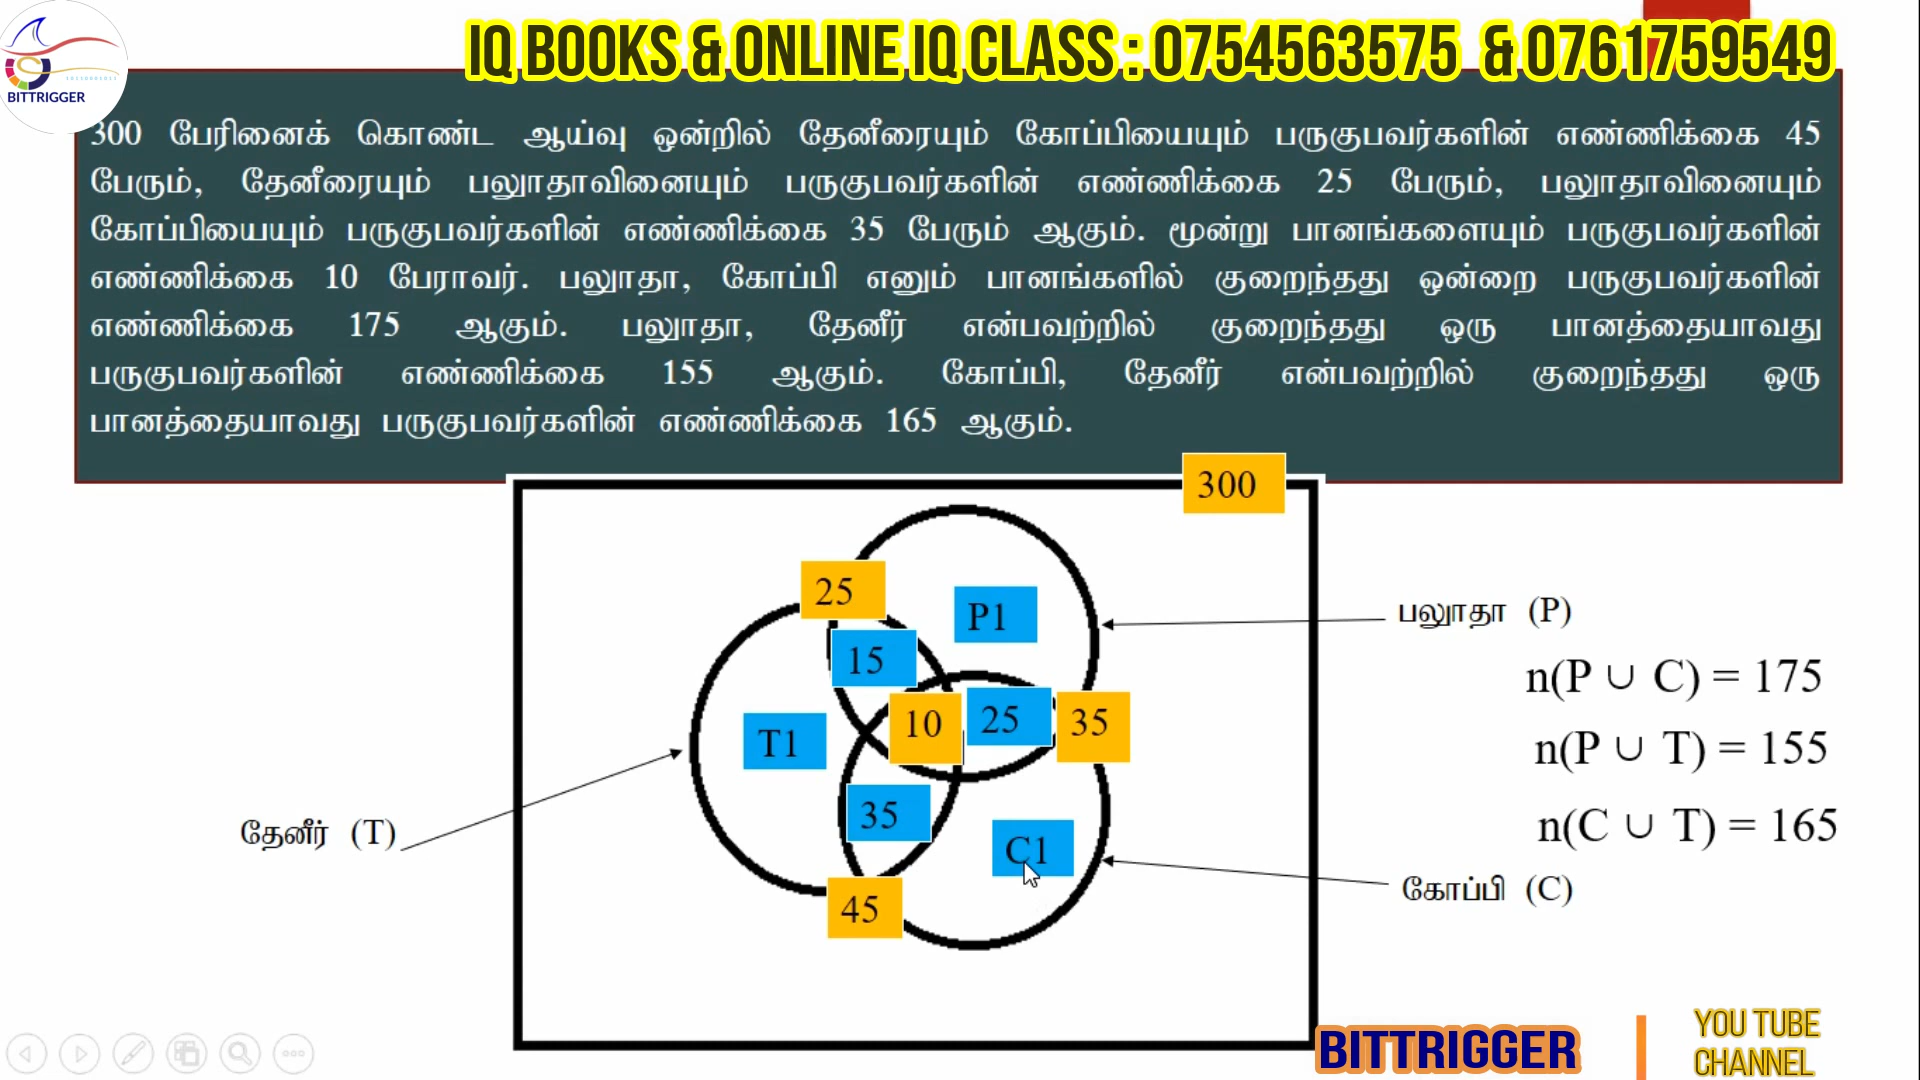 IQ BOOKS & ONLINE IQ CLASS : 0754563575 & 0761759549
BITTRIGGER
300 பேரினைக் கொண்ட ஆய்வு ஒன்றில் தேனீரையும் கோப்பியையும் பருகுபவர்களின் எண்ணிக்கை 45
பேரும், தேனீரையும் பலூதாவினையும் பருகுபவர்களின் எண்ணிக்கை 25 பேரும், பலூதாவினையும்
கோப்பியையும் பருகுபவர்களின் எண்ணிக்கை 35 பேரும் ஆகும். மூன்று பானங்களையும் பருகுபவர்களின்
எண்ணிக்கை 10 பேராவர். பலூதா, கோப்பி எனும் பானங்களில் குறைந்தது ஒன்றை பருகுபவர்களின்
எண்ணிக்கை 175 ஆகும். பலூதா, தேனீர் என்பவற்றில் குறைந்தது ஒரு பானத்தையாவது
பருகுபவர்களின் எண்ணிக்கை 155 ஆகும். கோப்பி, தேனீர் என்பவற்றில் குறைந்தது ஒரு
பானத்தையாவது பருகுபவர்களின் எண்ணிக்கை 165 ஆகும்.
300
25
P1
பலூதா (P)
15
n(P ∪ C) = 175
10
25
35
T1
n(P ∪ T) = 155
தேனீர் (T)
35
n(C ∪ T) = 165
C1
கோப்பி (C)
45
BITTRIGGER
YOU TUBE
CHANNEL